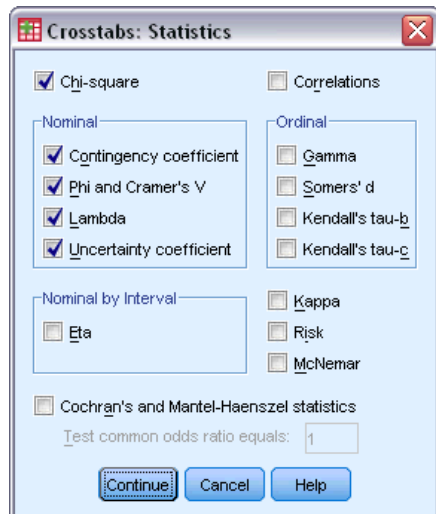 Crosstabs: Statistics
Chi-square
Correlations
Nominal
Contingency coefficient
Phi and Cramer's V
Lambda
Uncertainty coefficient
Ordinal
Gamma
Somers' d
Kendall's tau-b
Kendall's tau-c
Nominal by Interval
Eta
Kappa
Risk
McNemar
Cochran's and Mantel-Haenszel statistics
Test common odds ratio equals: 1
Continue Cancel Help